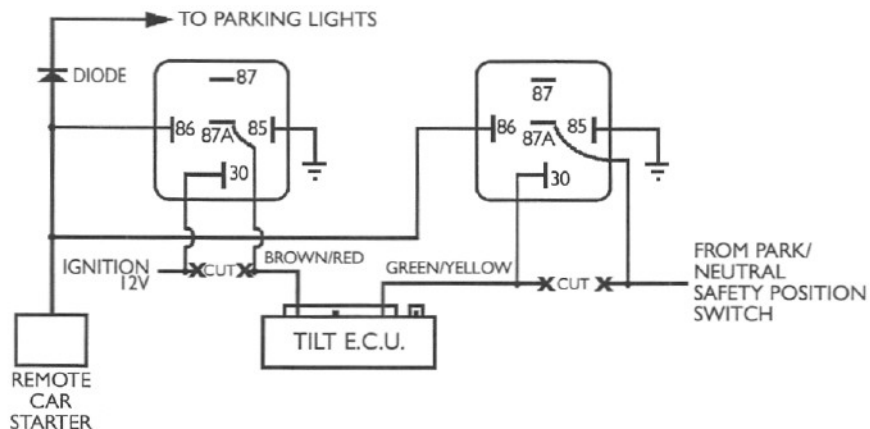 TO PARKING LIGHTS
DIODE
87
86
87A
85
30
87
86
87A
85
30
IGNITION
12V
CUT
BROWN/RED
GREEN/YELLOW
CUT
FROM PARK/
NEUTRAL
SAFETY POSITION
SWITCH
TILT E.C.U.
REMOTE
CAR
STARTER